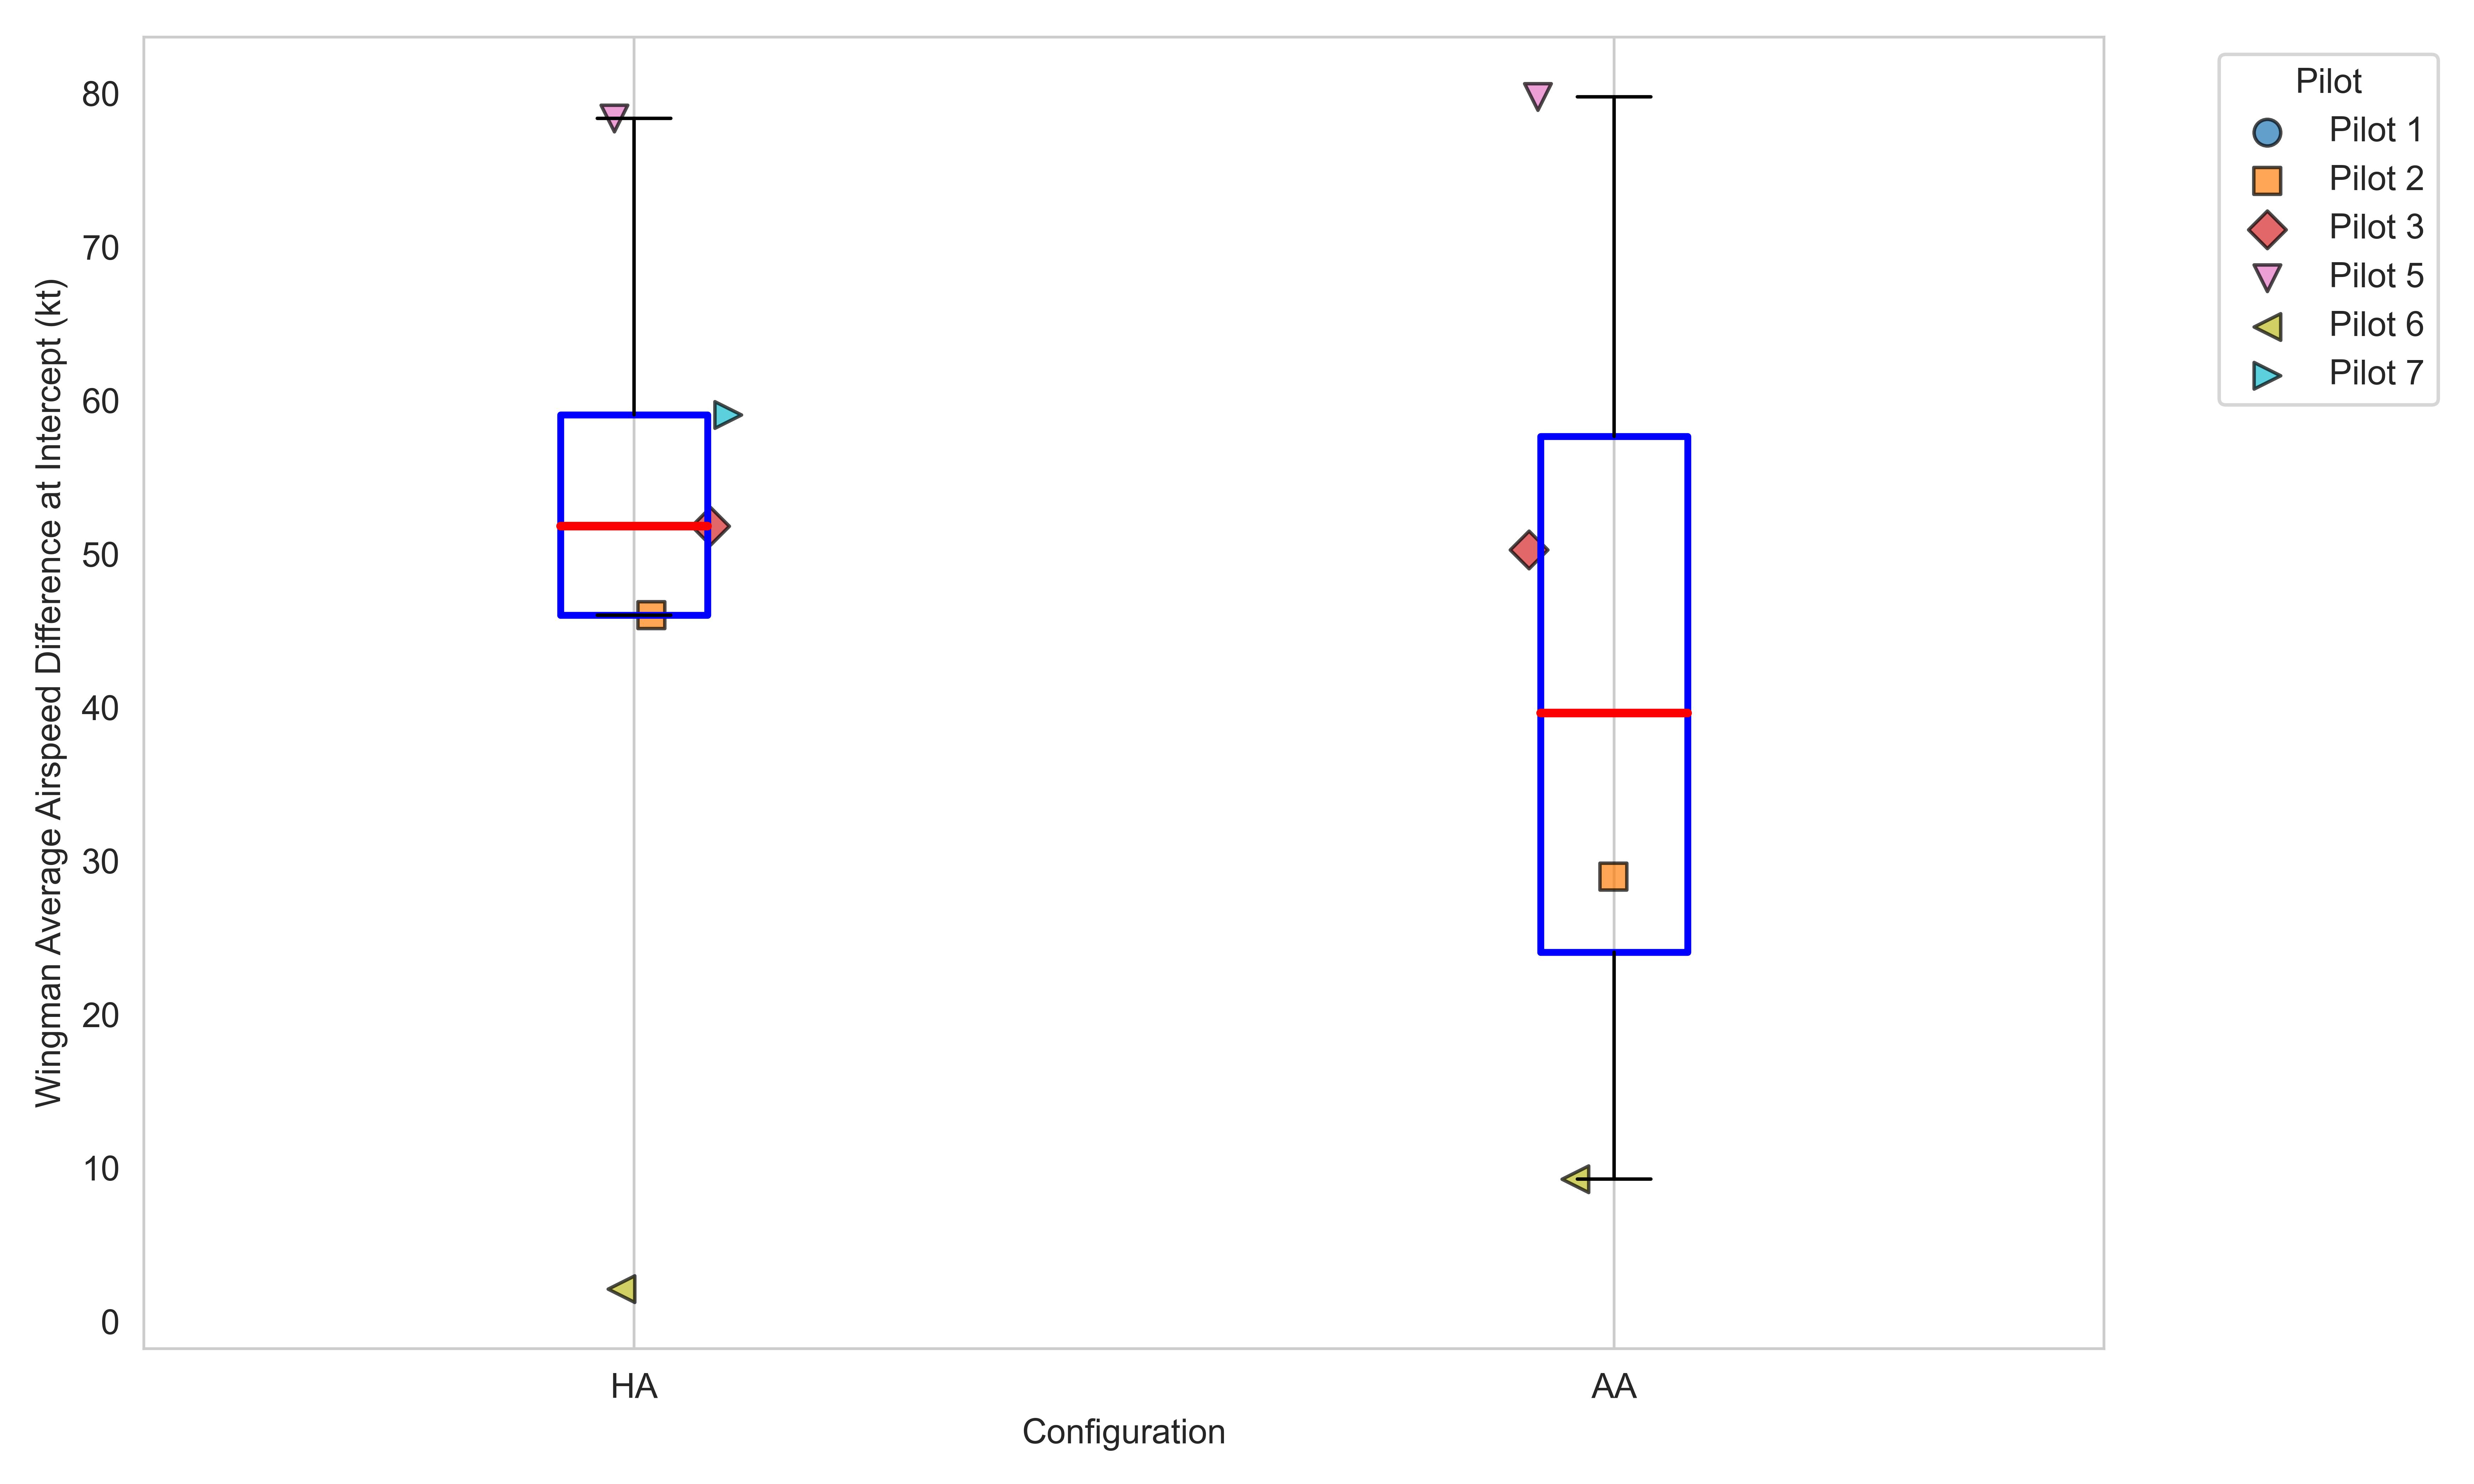 Wingman Average Airspeed Difference at Intercept (kt)
80
70
60
50
40
30
20
10
0
HA
AA
Configuration
Pilot
Pilot 1
Pilot 2
Pilot 3
Pilot 5
Pilot 6
Pilot 7